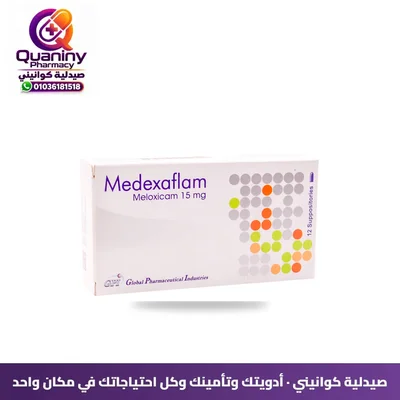 Quaniny
Pharmacy
صيدلية كوانيني
01036181518
Medexaflam
Meloxicam 15 mg
12 Suppositories
GPI
Global Pharmaceutical Industries
صيدلية كوانيني - أدويتك وتأمينك وكل احتياجاتك في مكان واحد